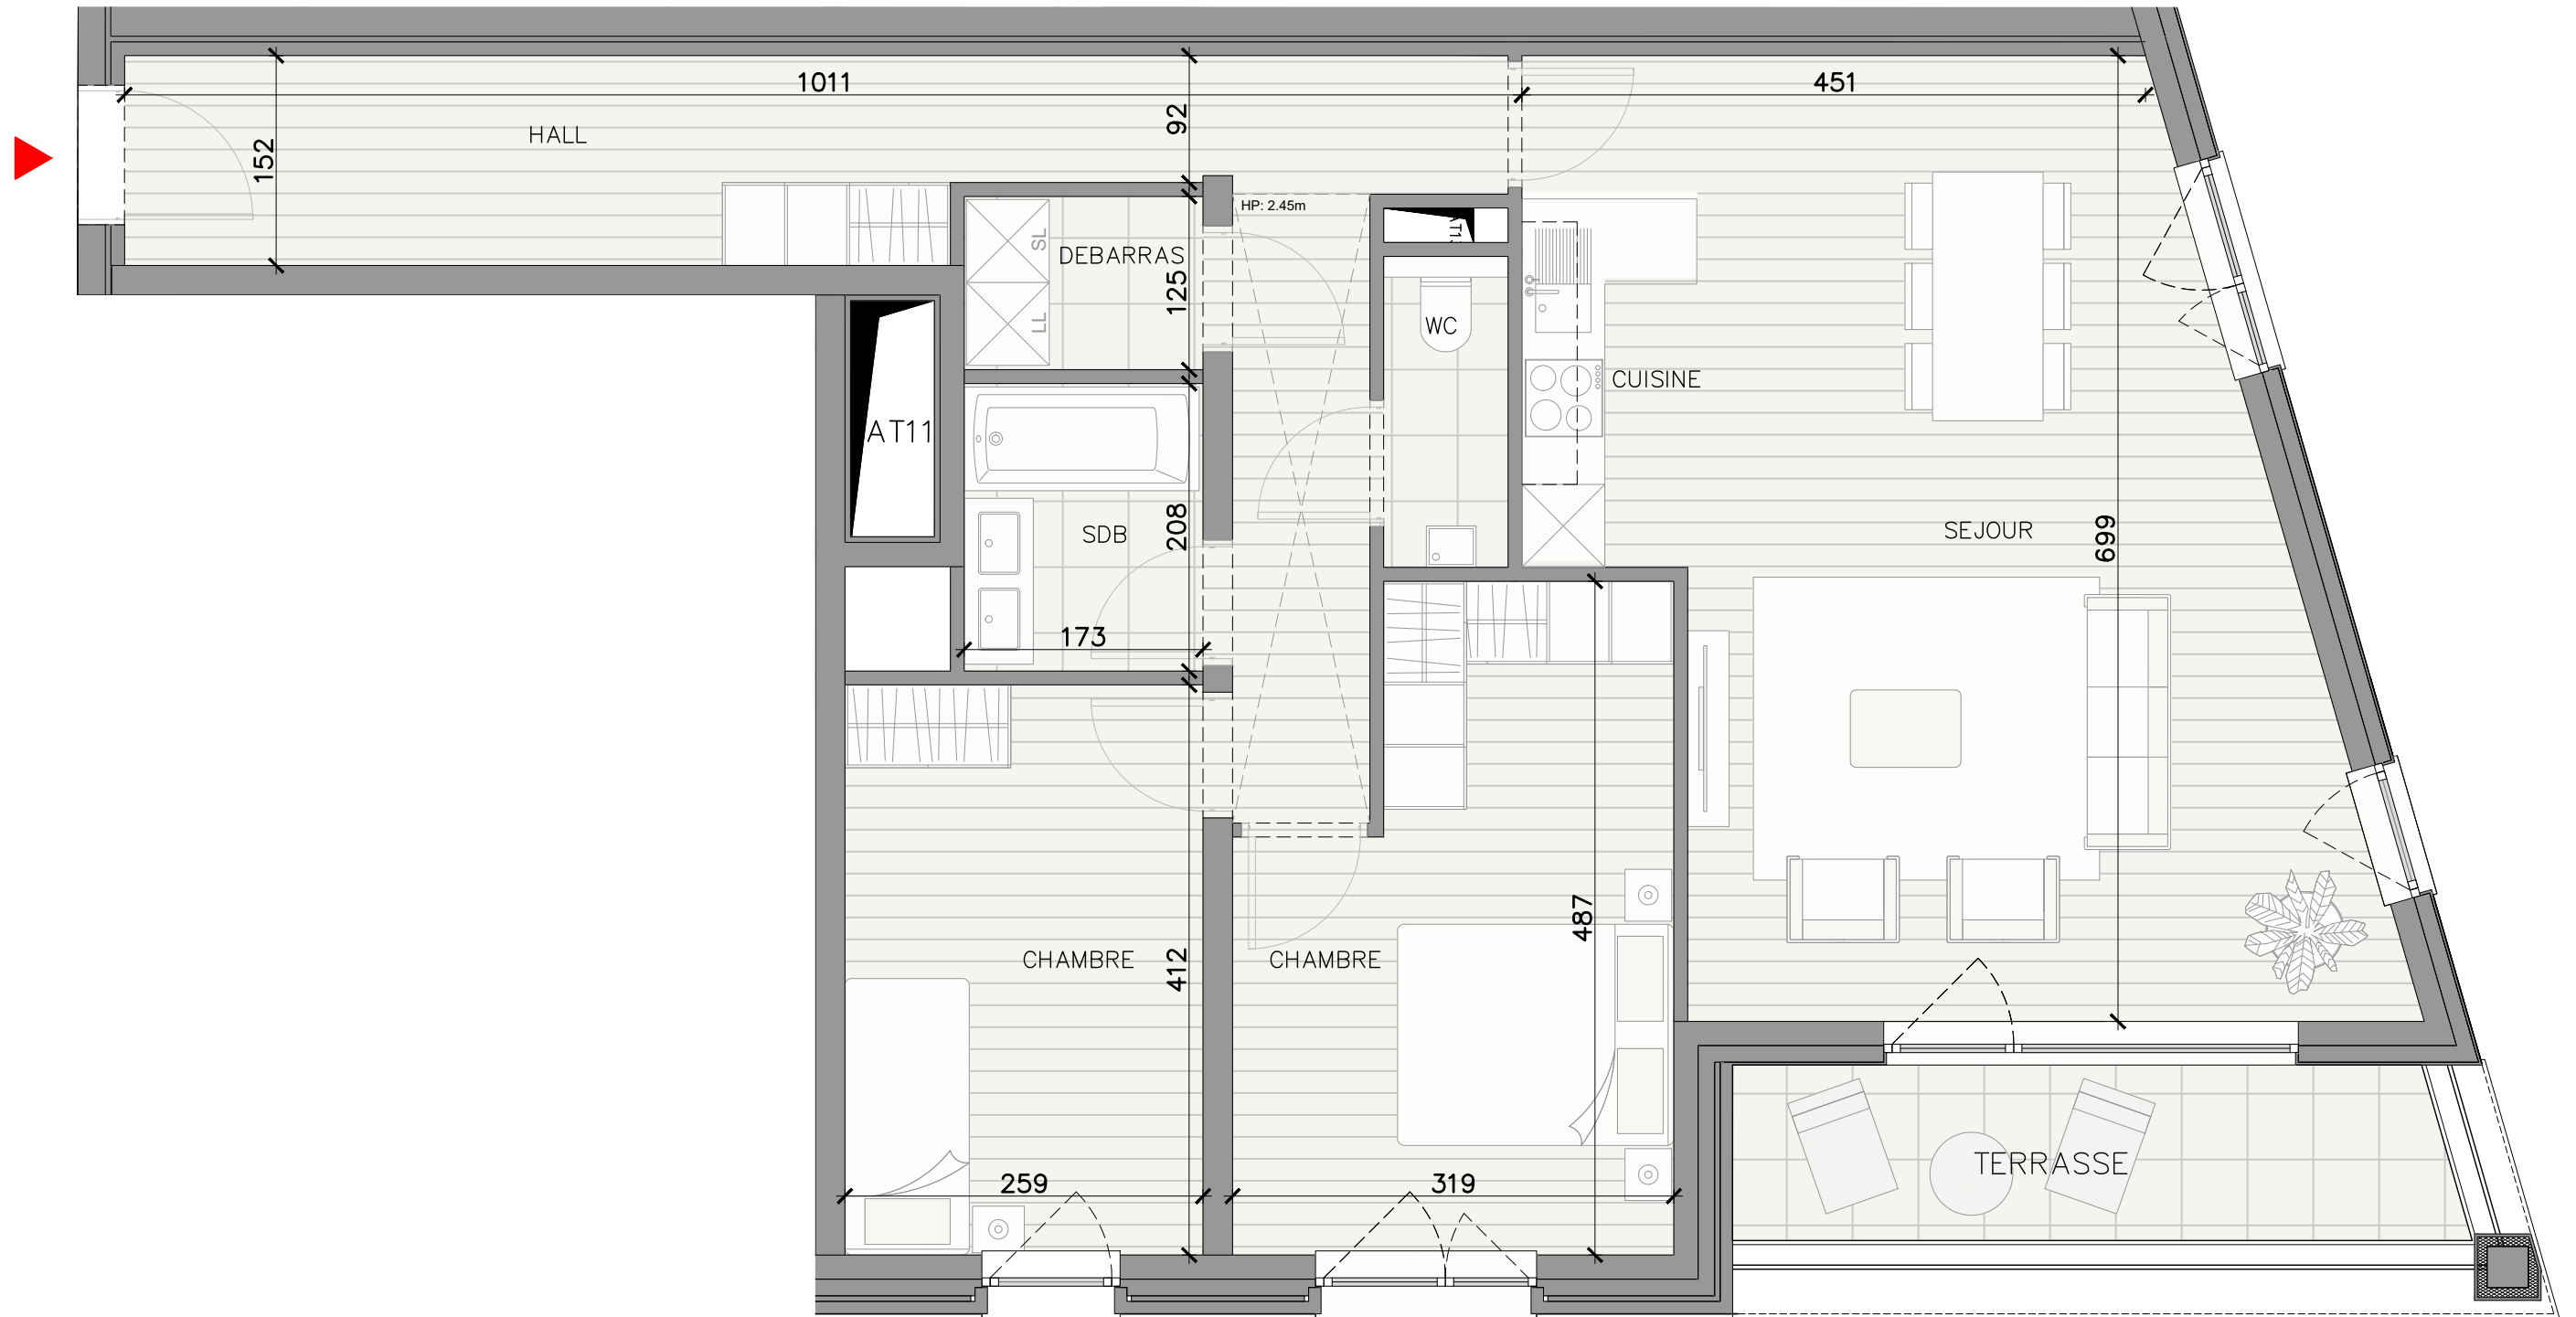 1011
451
HALL
152
92
HP: 2.45m
SL
DEBARRAS
LL
125
WC
CUISINE
AT11
SDB
208
SEJOUR
699
173
CHAMBRE
412
CHAMBRE
487
259
319
TERRASSE